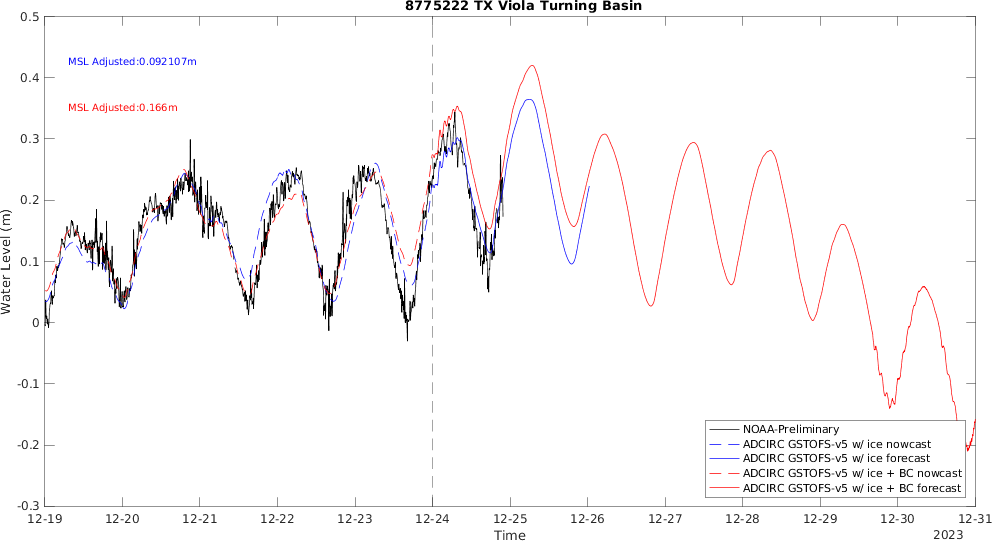 8775222 TX Viola Turning Basin
MSL Adjusted:0.092107m
MSL Adjusted:0.166m
Water Level (m)
0.5
0.4
0.3
0.2
0.1
0
-0.1
-0.2
-0.3
NOAA-Preliminary
ADCIRC GSTOFS-v5 w/ ice nowcast
ADCIRC GSTOFS-v5 w/ ice forecast
ADCIRC GSTOFS-v5 w/ ice + BC nowcast
ADCIRC GSTOFS-v5 w/ ice + BC forecast
12-19 12-20 12-21 12-22 12-23 12-24 12-25 12-26 12-27 12-28 12-29 12-30 12-31
Time
2023